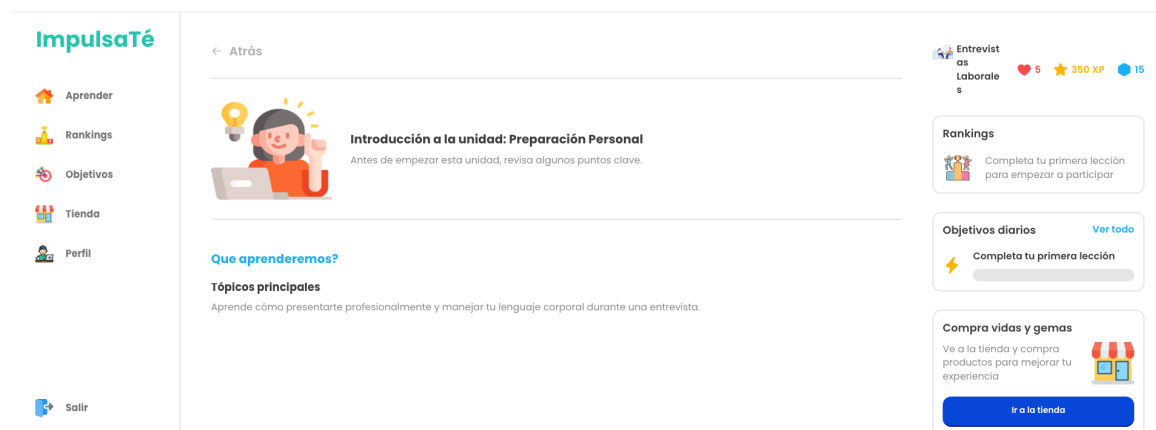 ImpulsaTé
Aprender
Rankings
Objetivos
Tienda
Perfil
Salir
← Atrás
Introducción a la unidad: Preparación Personal
Antes de empezar esta unidad, revisa algunos puntos clave.
Que aprenderemos?
Tópicos principales
Aprende cómo presentarte profesionalmente y manejar tu lenguaje corporal durante una entrevista.
Entrevist
as
Laborale
s
5
350 XP
15
Rankings
Completa tu primera lección
para empezar a participar
Objetivos diarios
Ver todo
Completa tu primera lección
Compra vidas y gemas
Ve a la tienda y compra
productos para mejorar tu
experiencia
Ir a la tienda